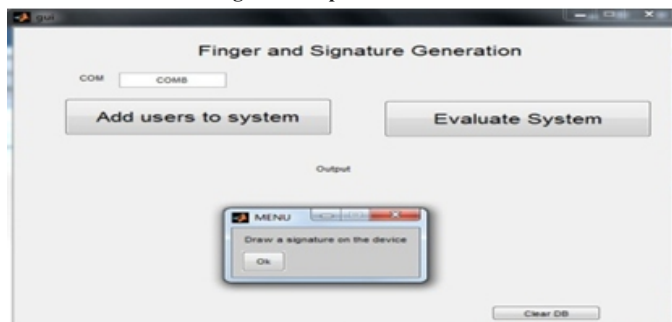 gui
Finger and Signature Generation
COM COM8
Add users to system Evaluate System
Output
MENU
Draw a signature on the device
Ok
Clear DB